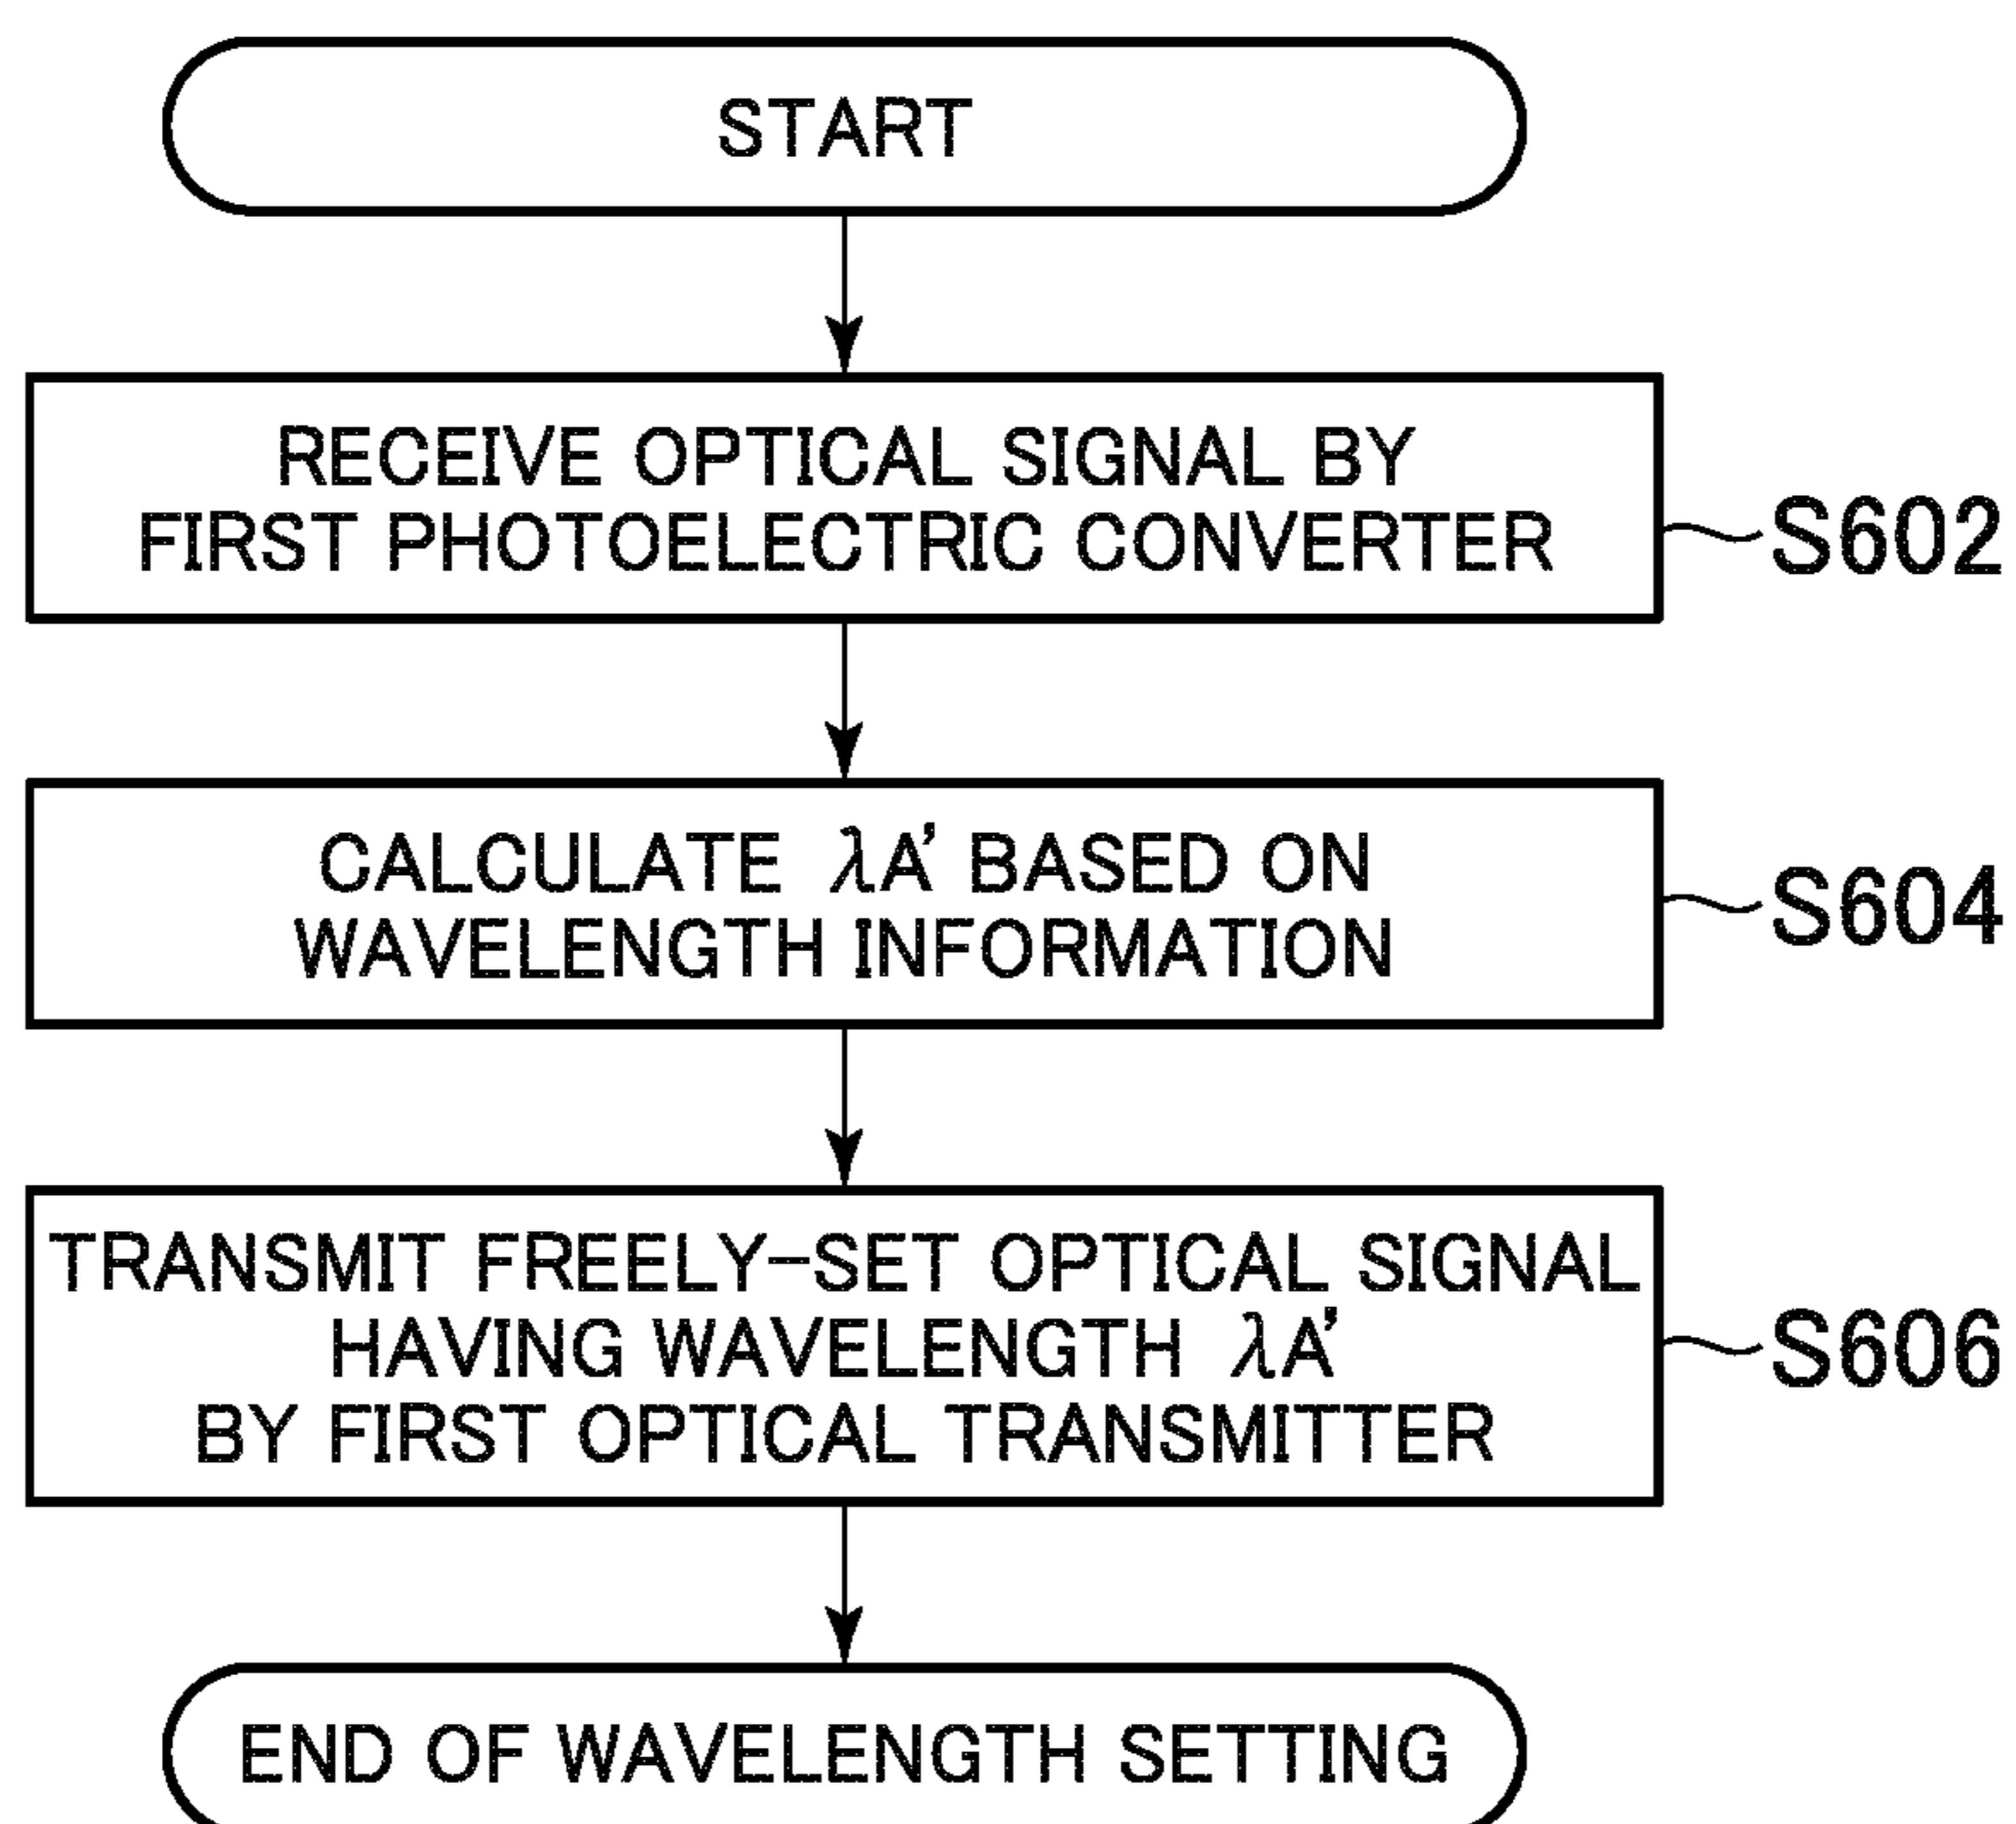 START
RECEIVE OPTICAL SIGNAL BY
FIRST PHOTOELECTRIC CONVERTER
S602
CALCULATE λA' BASED ON
WAVELENGTH INFORMATION
S604
TRANSMIT FREELY-SET OPTICAL SIGNAL
HAVING WAVELENGTH λA'
BY FIRST OPTICAL TRANSMITTER
S606
END OF WAVELENGTH SETTING